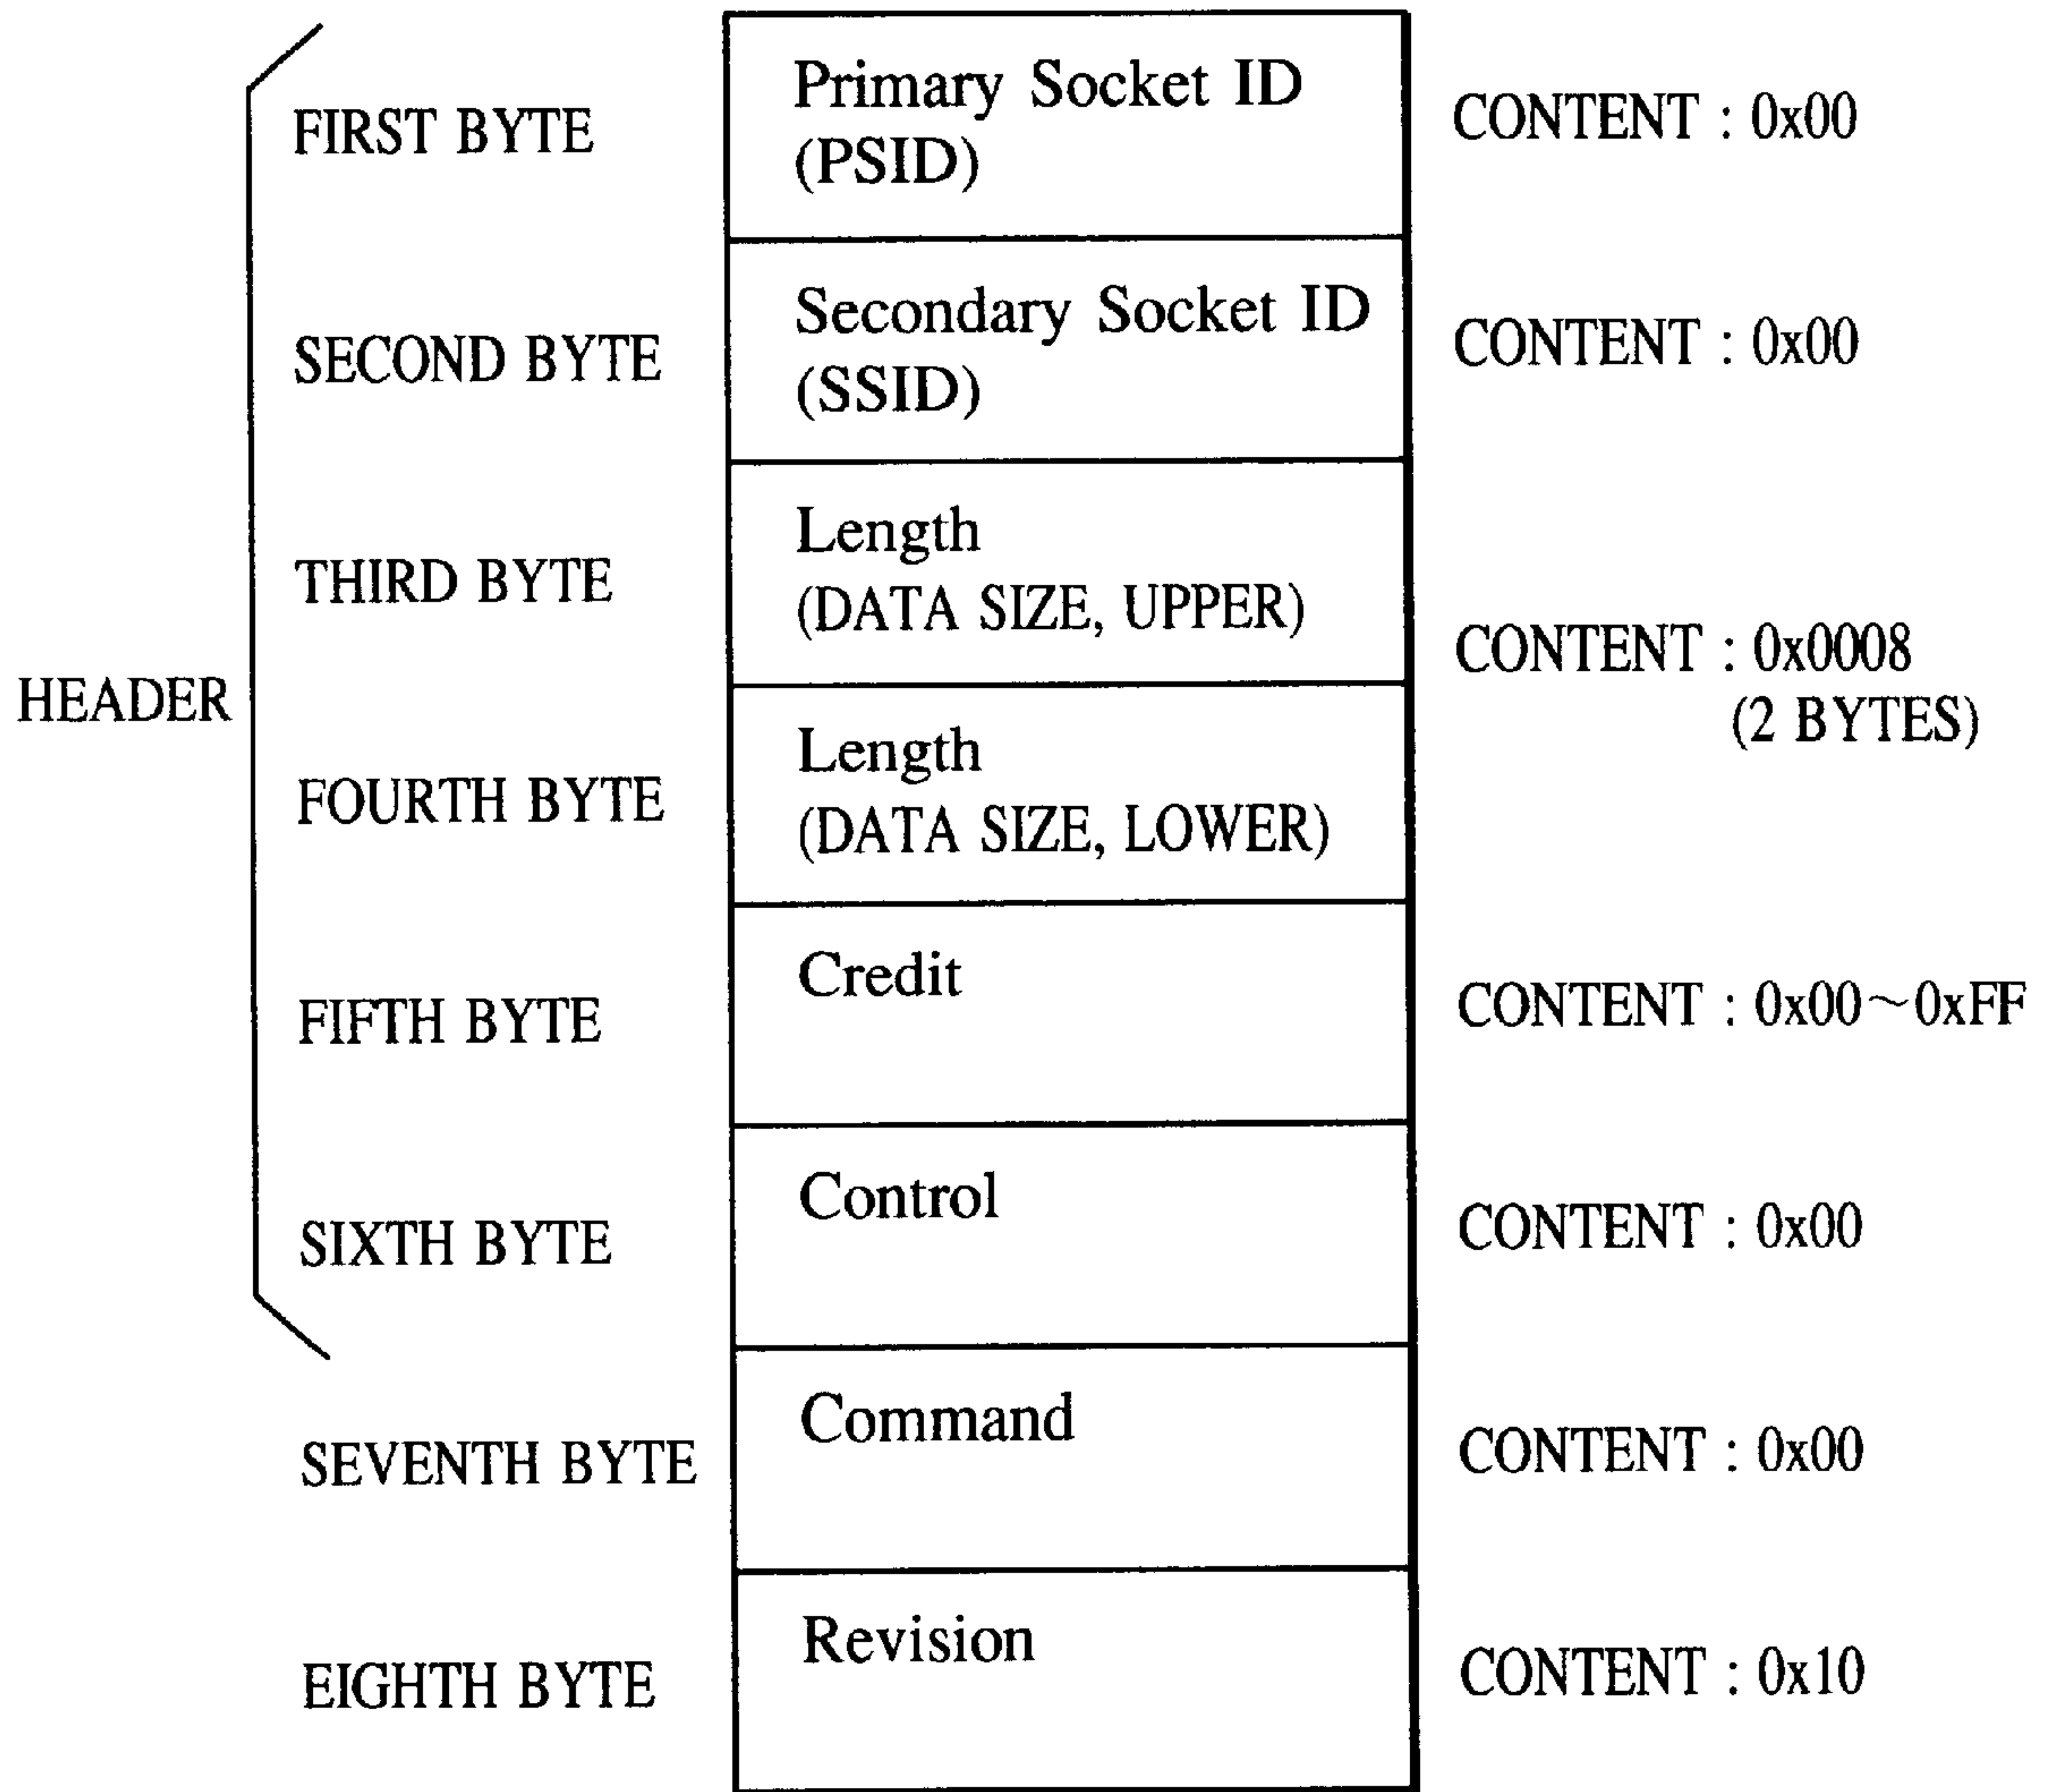 HEADER
FIRST BYTE
Primary Socket ID
(PSID)
CONTENT : 0x00
SECOND BYTE
Secondary Socket ID
(SSID)
CONTENT : 0x00
THIRD BYTE
Length
(DATA SIZE, UPPER)
CONTENT : 0x0008
(2 BYTES)
FOURTH BYTE
Length
(DATA SIZE, LOWER)
FIFTH BYTE
Credit
CONTENT : 0x00~0xFF
SIXTH BYTE
Control
CONTENT : 0x00
SEVENTH BYTE
Command
CONTENT : 0x00
EIGHTH BYTE
Revision
CONTENT : 0x10